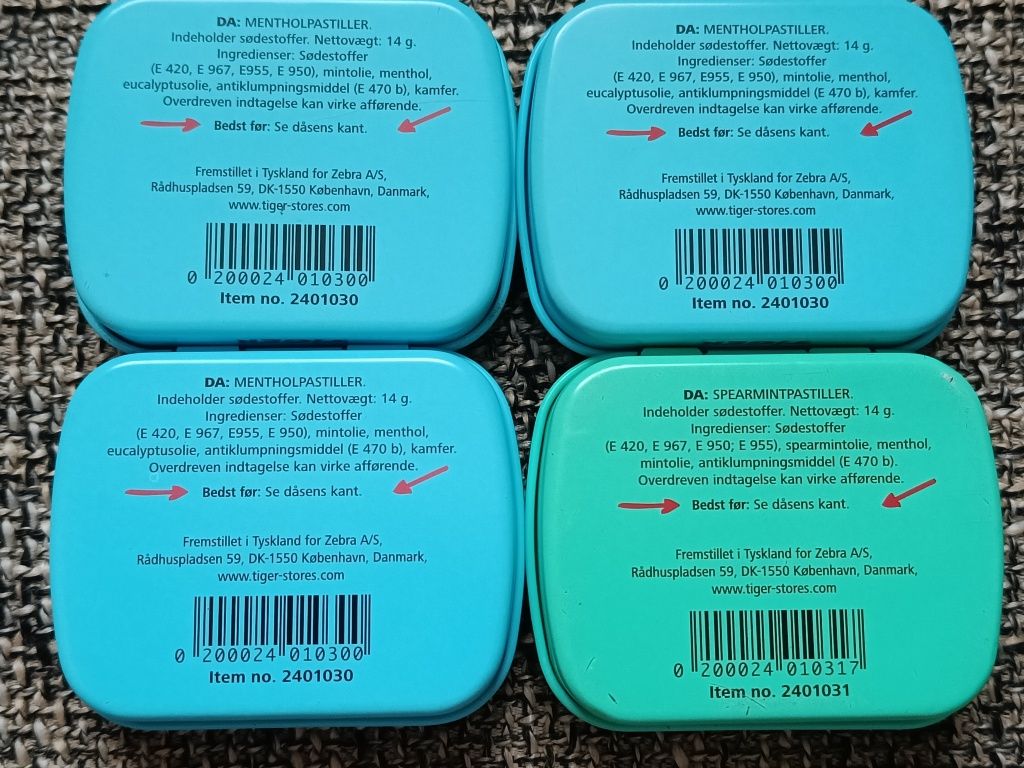 DA: MENTHOLPASTILLER.
Indeholder sødestoffer. Nettovægt: 14 g.
Ingredienser: Sødestoffer
(E 420, E 967, E955, E 950), mintolie, menthol,
eucalyptusolie, antiklumpningsmiddel (E 470 b), kamfer.
Overdreven indtagelse kan virke afførende.
Bedst før: Se dåsens kant.
Fremstillet i Tyskland for Zebra A/S,
Rådhuspladsen 59, DK-1550 København, Danmark,
www.tiger-stores.com
0 200024 010300
Item no. 2401030
DA: MENTHOLPASTILLER.
Indeholder sødestoffer. Nettovægt: 14 g.
Ingredienser: Sødestoffer
(E 420, E 967, E955, E 950), mintolie, menthol,
eucalyptusolie, antiklumpningsmiddel (E 470 b), kamfer.
Overdreven indtagelse kan virke afførende.
Bedst før: Se dåsens kant.
Fremstillet i Tyskland for Zebra A/S,
Rådhuspladsen 59, DK-1550 København, Danmark,
www.tiger-stores.com
0 200024 010300
Item no. 2401030
DA: MENTHOLPASTILLER.
Indeholder sødestoffer. Nettovægt: 14 g.
Ingredienser: Sødestoffer
(E 420, E 967, E955, E 950), mintolie, menthol,
eucalyptusolie, antiklumpningsmiddel (E 470 b), kamfer.
Overdreven indtagelse kan virke afførende.
Bedst før: Se dåsens kant.
Fremstillet i Tyskland for Zebra A/S,
Rådhuspladsen 59, DK-1550 København, Danmark,
www.tiger-stores.com
0 200024 010300
Item no. 2401030
DA: SPEARMINTPASTILLER.
Indeholder sødestoffer. Nettovægt: 14 g.
Ingredienser: Sødestoffer
(E 420, E 967, E 950; E 955), spearmintolie, menthol,
mintolie, antiklumpningsmiddel (E 470 b).
Overdreven indtagelse kan virke afførende.
Bedst før: Se dåsens kant.
Fremstillet i Tyskland for Zebra A/S,
Rådhuspladsen 59, DK-1550 København, Danmark,
www.tiger-stores.com
0 200024 010317
Item no. 2401031